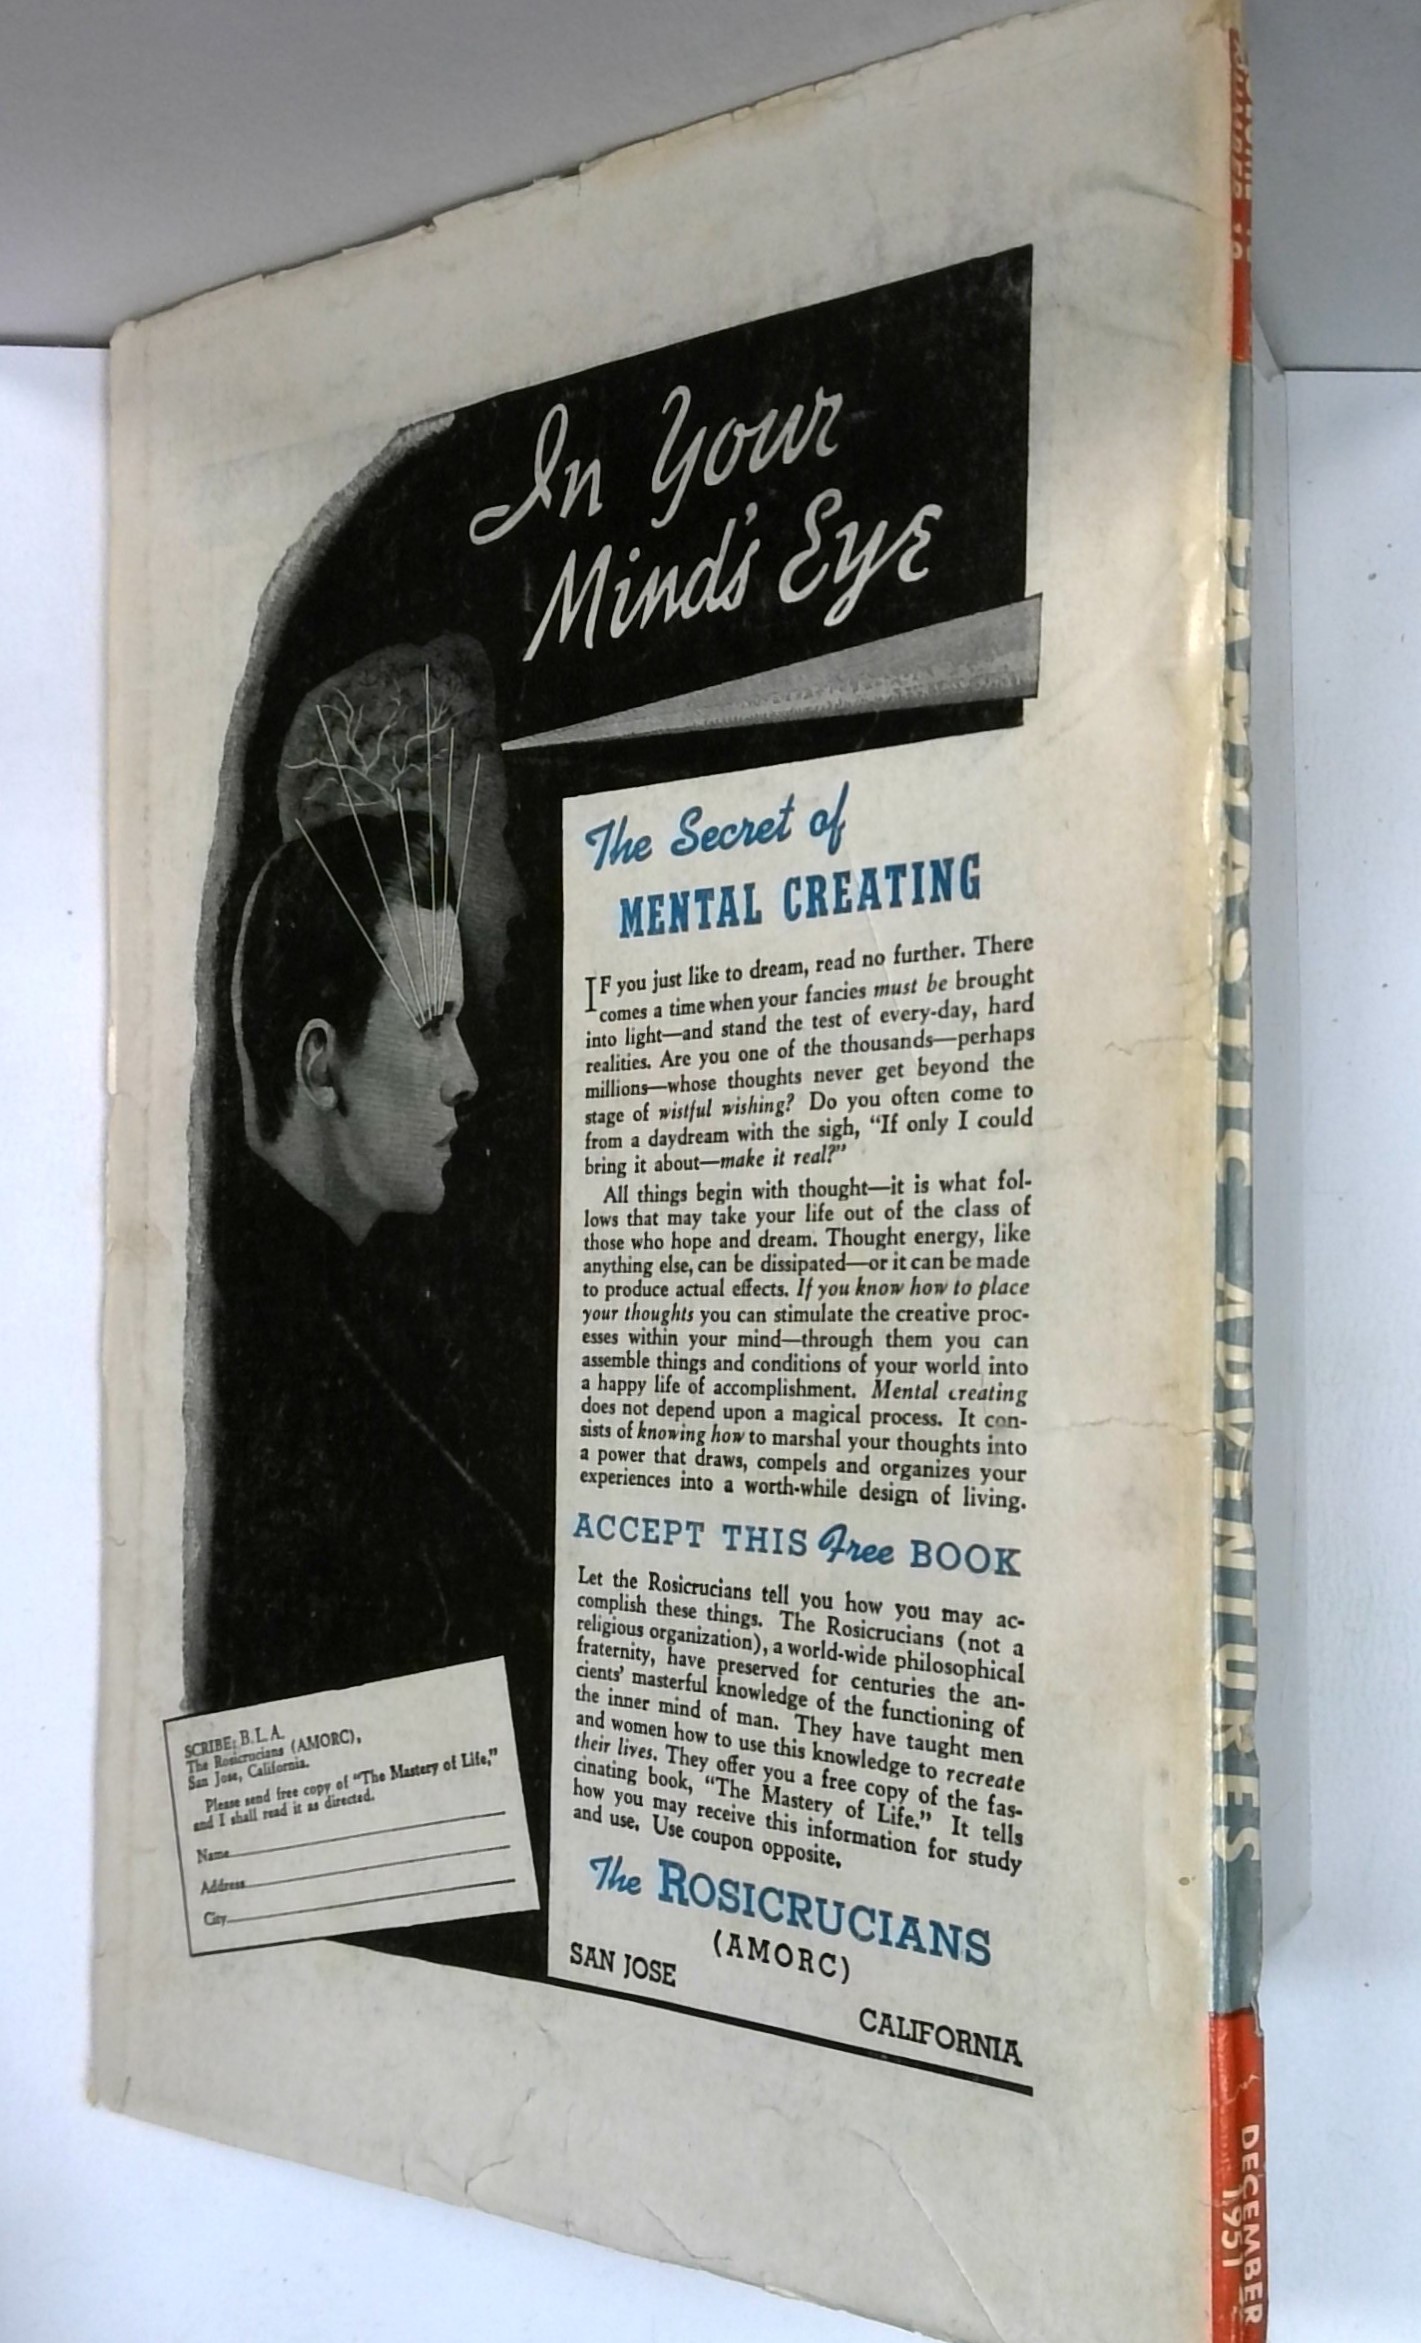 In Your
Mind's Eye
The Secret of
MENTAL CREATING
IF you just like to dream, read no further. There
comes a time when your fancies must be brought
into light—and stand the test of every-day, hard
realities. Are you one of the thousands—perhaps
millions—whose thoughts never get beyond the
stage of wistful wishing? Do you often come to
from a daydream with the sigh, “If only I could
bring it about—make it real?”
All things begin with thought—it is what fol-
lows that may take your life out of the class of
those who hope and dream. Thought energy, like
anything else, can be dissipated—or it can be made
to produce actual effects. If you know how to place
your thoughts you can stimulate the creative proc-
esses within your mind—through them you can
assemble things and conditions of your world into
a happy life of accomplishment. Mental creating
does not depend upon a magical process. It con-
sists of knowing how to marshal your thoughts into
a power that draws, compels and organizes your
experiences into a worth-while design of living.
ACCEPT THIS Free BOOK
Let the Rosicrucians tell you how you may ac-
complish these things. The Rosicrucians (not a
religious organization), a world-wide philosophical
fraternity, have preserved for centuries the an-
cients' masterful knowledge of the functioning of
the inner mind of man. They have taught men
and women how to use this knowledge to recreate
their lives. They offer you a free copy of the fas-
cinating book, “The Mastery of Life.” It tells
how you may receive this information for study
and use. Use coupon opposite.
The ROSICRUCIANS
(AMORC)
SAN JOSE
CALIFORNIA
SCRIBE: B.L.A.
The Rosicrucians (AMORC),
San Jose, California.
Please send free copy of “The Mastery of Life,”
and I shall read it as directed.
Name
Address
City
FANTASTIC ADVENTURES
DECEMBER
1951